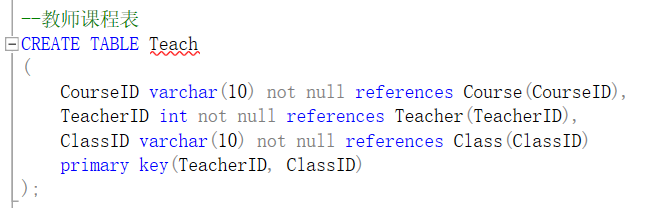 --教师课程表
CREATE TABLE Teach
(
CourseID varchar(10) not null references Course(CourseID),
TeacherID int not null references Teacher(TeacherID),
ClassID varchar(10) not null references Class(ClassID)
primary key(TeacherID, ClassID)
);